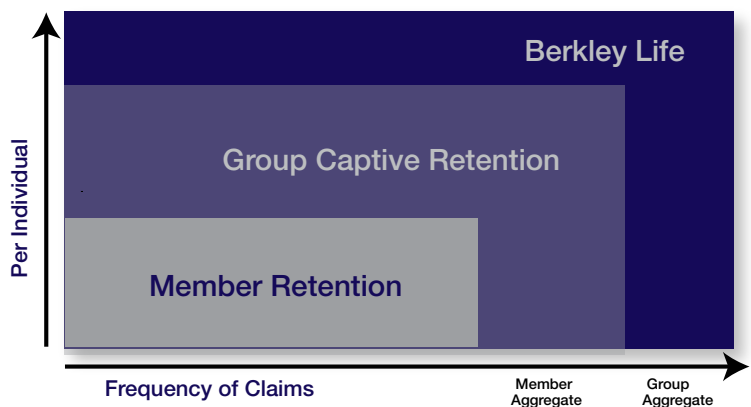 Berkley Life
Group Captive Retention
Per Individual
Member Retention
Frequency of Claims
Member
Aggregate
Group
Aggregate